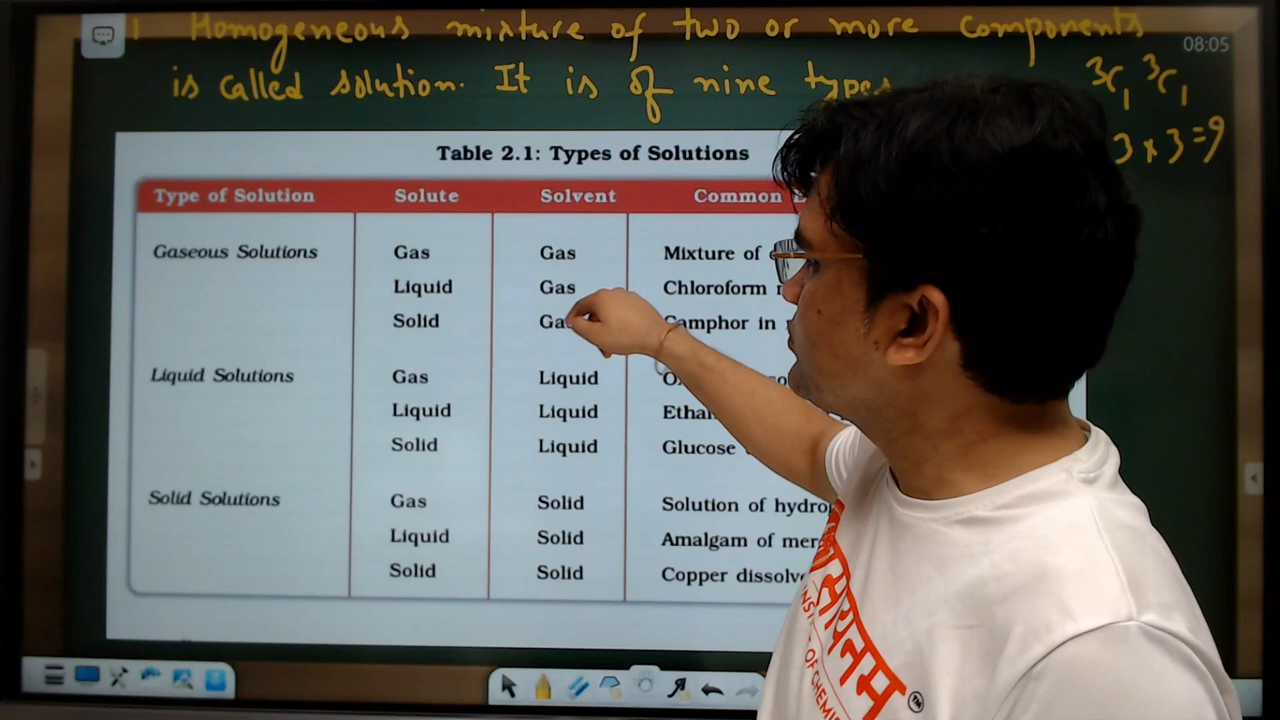 Homogeneous mixture of two or more components
is called solution. It is of nine types
08:05
³C₁ ³C₁
3 × 3 = 9
Table 2.1: Types of Solutions
Type of Solution Solute Solvent Common
Gaseous Solutions Gas Gas Mixture of
Liquid Gas Chloroform
Solid Gas Camphor in
Liquid Solutions Gas Liquid
Liquid Liquid
Solid Liquid Glucose
Solid Solutions Gas Solid Solution of
Liquid Solid Amalgam of
Solid Solid Copper
TM